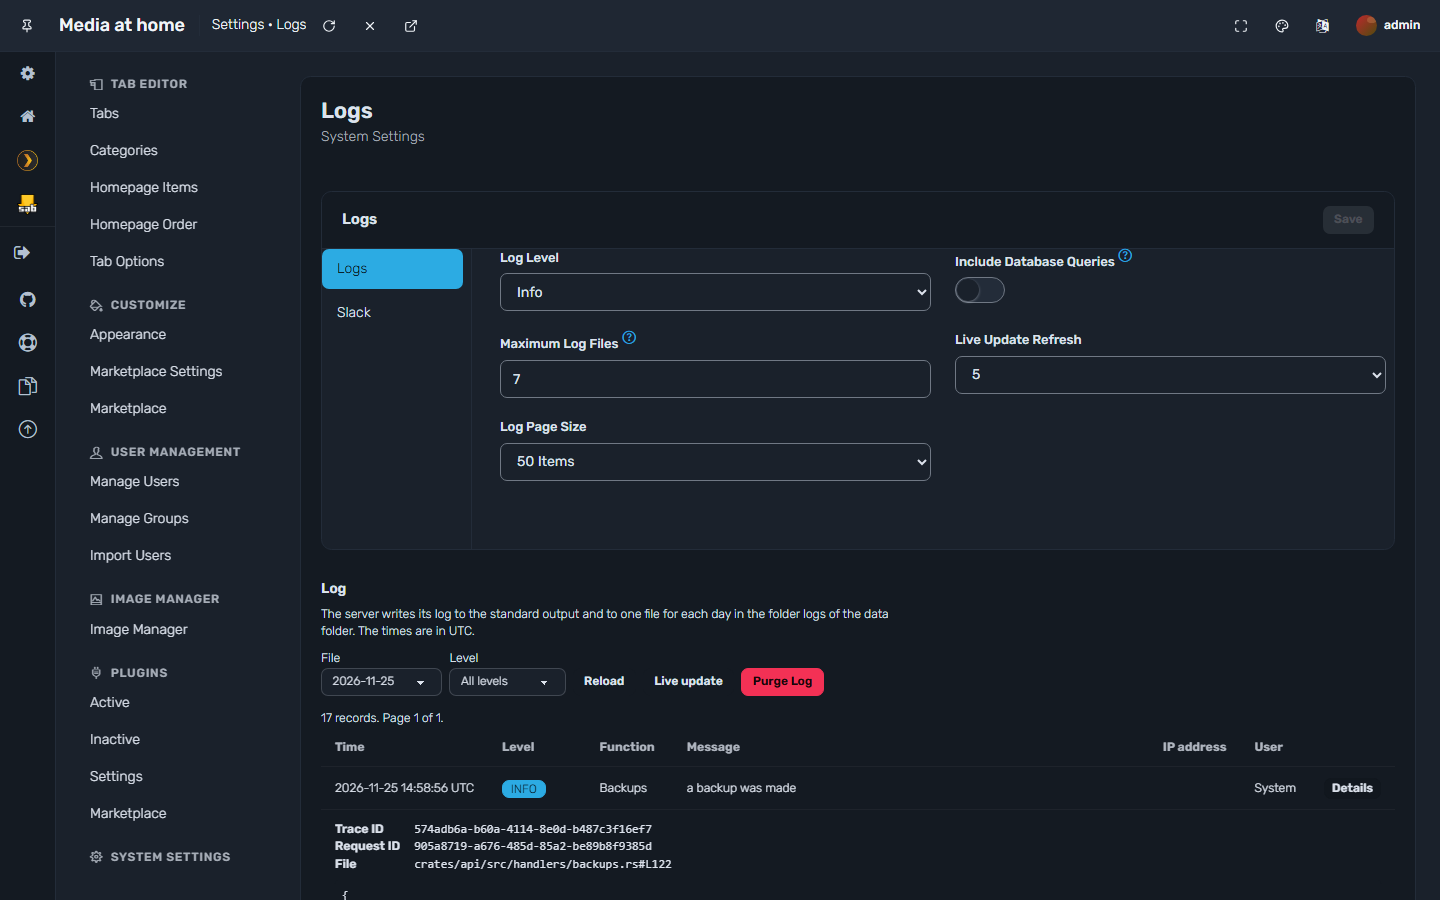 Media at home
Settings • Logs
admin
TAB EDITOR
Tabs
Categories
Homepage Items
Homepage Order
Tab Options
CUSTOMIZE
Appearance
Marketplace Settings
Marketplace
USER MANAGEMENT
Manage Users
Manage Groups
Import Users
IMAGE MANAGER
Image Manager
PLUGINS
Active
Inactive
Settings
Marketplace
SYSTEM SETTINGS
sab
Logs
System Settings
Logs
Save
Logs
Slack
Log Level
Info
Include Database Queries ?
Maximum Log Files ?
7
Live Update Refresh
5
Log Page Size
50 Items
Log
The server writes its log to the standard output and to one file for each day in the folder logs of the data
folder. The times are in UTC.
File
Level
2026-11-25
All levels
Reload
Live update
Purge Log
17 records. Page 1 of 1.
Time Level Function Message IP address User
2026-11-25 14:58:56 UTC INFO Backups a backup was made System Details
Trace ID 574adb6a-b60a-4114-8e0d-b487c3f16ef7
Request ID 905a8719-a676-485d-85a2-be89b8f9385d
File crates/api/src/handlers/backups.rs#L122
{